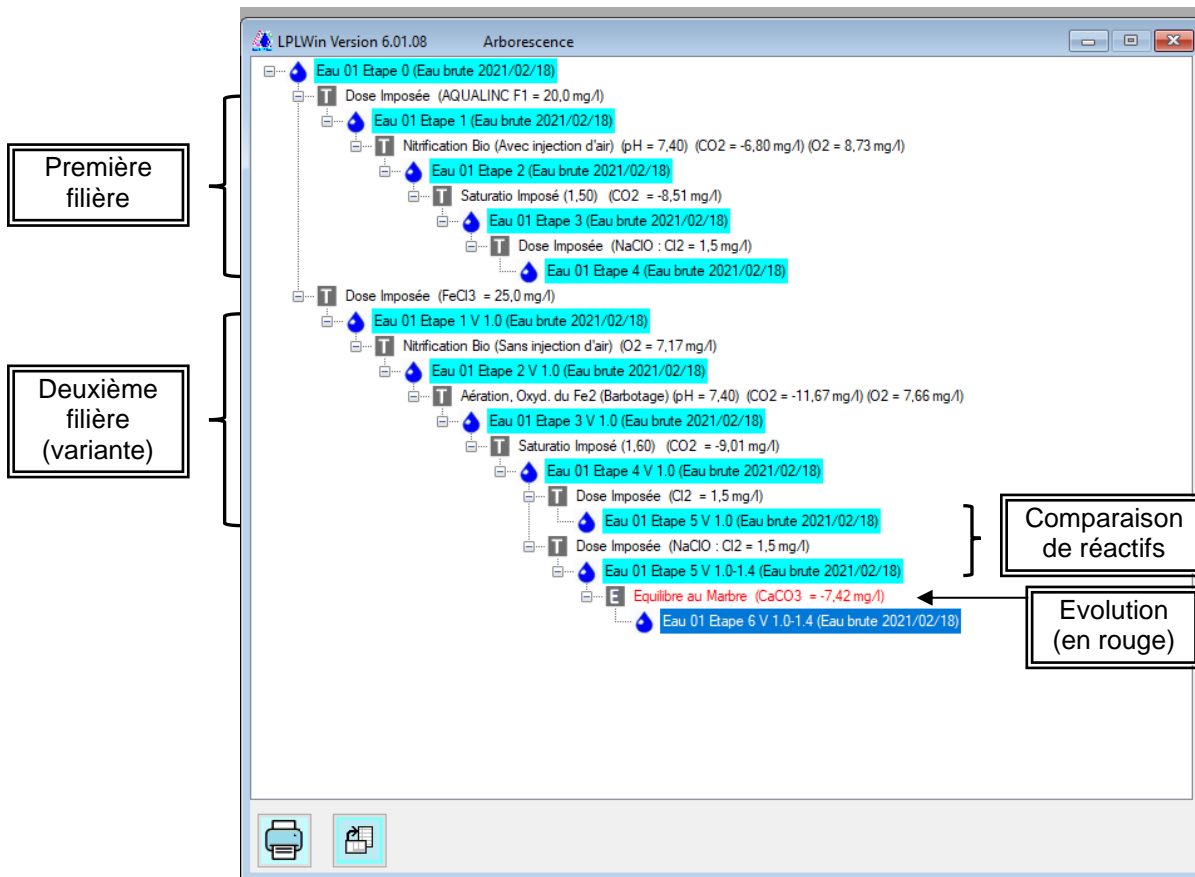 LPLWin Version 6.01.08 Arborescence
Eau 01 Etape 0 (Eau brute 2021/02/18)
T Dose Imposée (AQUALINC F1 = 20,0 mg/l)
Eau 01 Etape 1 (Eau brute 2021/02/18)
T Nitrification Bio (Avec injection d'air) (pH = 7,40) (CO2 = -6,80 mg/l) (O2 = 8,73 mg/l)
Eau 01 Etape 2 (Eau brute 2021/02/18)
T Saturatio Imposé (1,50) (CO2 = -8,51 mg/l)
Eau 01 Etape 3 (Eau brute 2021/02/18)
T Dose Imposée (NaClO : Cl2 = 1,5 mg/l)
Eau 01 Etape 4 (Eau brute 2021/02/18)
Première
filière
T Dose Imposée (FeCl3 = 25,0 mg/l)
Eau 01 Etape 1 V 1.0 (Eau brute 2021/02/18)
T Nitrification Bio (Sans injection d'air) (O2 = 7,17 mg/l)
Eau 01 Etape 2 V 1.0 (Eau brute 2021/02/18)
T Aération, Oxyd. du Fe2 (Barbotage) (pH = 7,40) (CO2 = -11,67 mg/l) (O2 = 7,66 mg/l)
Eau 01 Etape 3 V 1.0 (Eau brute 2021/02/18)
T Saturatio Imposé (1,60) (CO2 = -9,01 mg/l)
Eau 01 Etape 4 V 1.0 (Eau brute 2021/02/18)
T Dose Imposée (Cl2 = 1,5 mg/l)
Eau 01 Etape 5 V 1.0 (Eau brute 2021/02/18)
T Dose Imposée (NaClO : Cl2 = 1,5 mg/l)
Eau 01 Etape 5 V 1.0-1.4 (Eau brute 2021/02/18)
E Equilibre au Marbre (CaCO3 = -7,42 mg/l)
Eau 01 Etape 6 V 1.0-1.4 (Eau brute 2021/02/18)
Deuxième
filière
(variante)
Comparaison
de réactifs
Evolution
(en rouge)